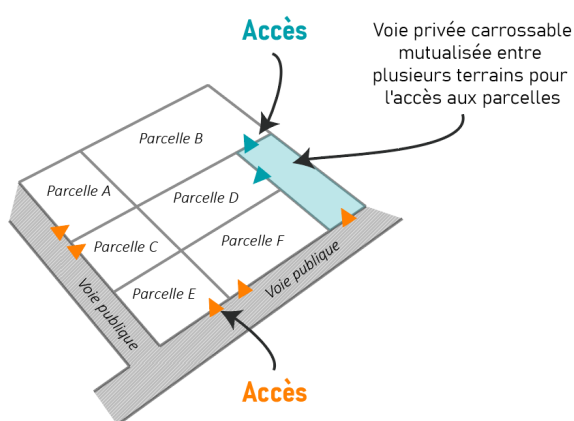 Accès
Voie privée carrossable
mutualisée entre
plusieurs terrains pour
l'accès aux parcelles
Parcelle B
Parcelle A
Parcelle D
Parcelle C
Parcelle F
Parcelle E
Voie publique
Voie publique
Accès